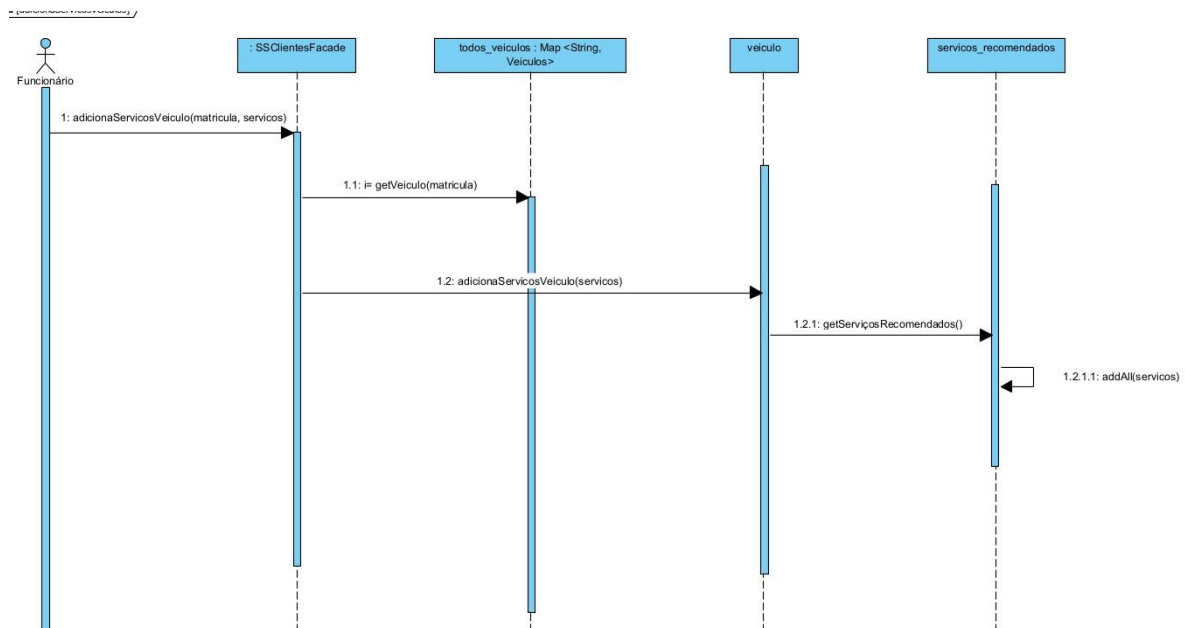 : SSClientesFacade
todos_veiculos : Map <String,
Veiculos>
veiculo
servicos_recomendados
Funcionário
1: adicionaServicosVeiculo(matricula, servicos)
1.1: i= getVeiculo(matricula)
1.2: adicionaServicosVeiculo(servicos)
1.2.1: getServiçosRecomendados()
1.2.1.1: addAll(servicos)